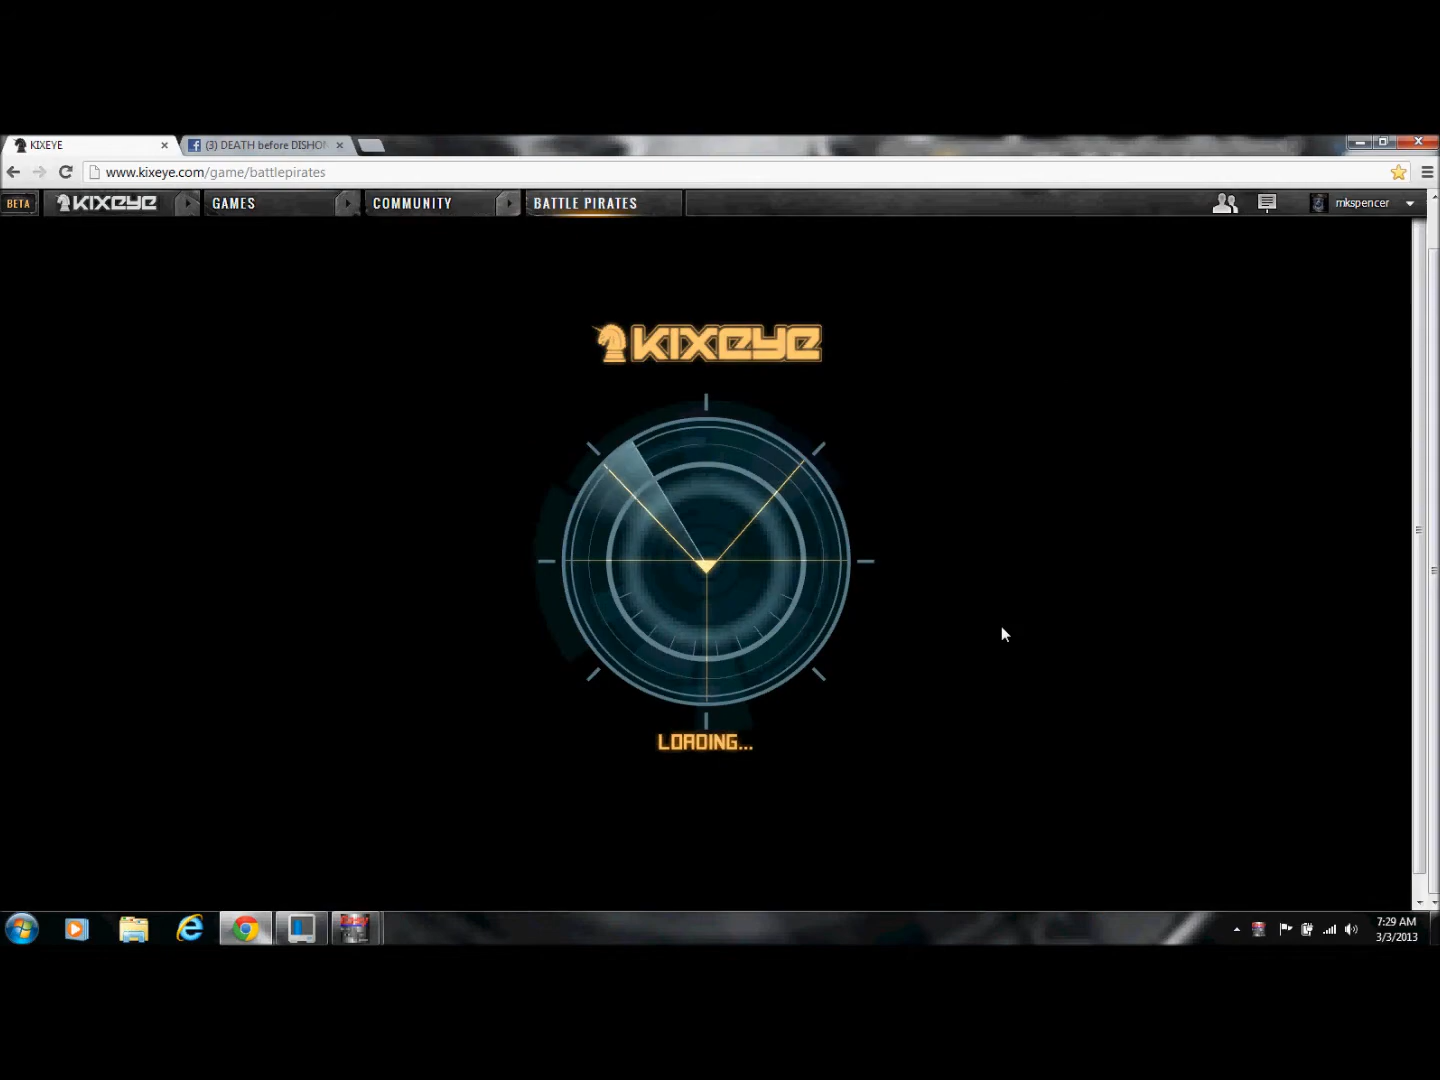 KIXEYE
(3) DEATH before DISHON
www.kixeye.com/game/battlepirates
BETA KIXEYE GAMES COMMUNITY BATTLE PIRATES mkspencer
KIXEYE
LOADING...
7:29 AM
3/3/2013